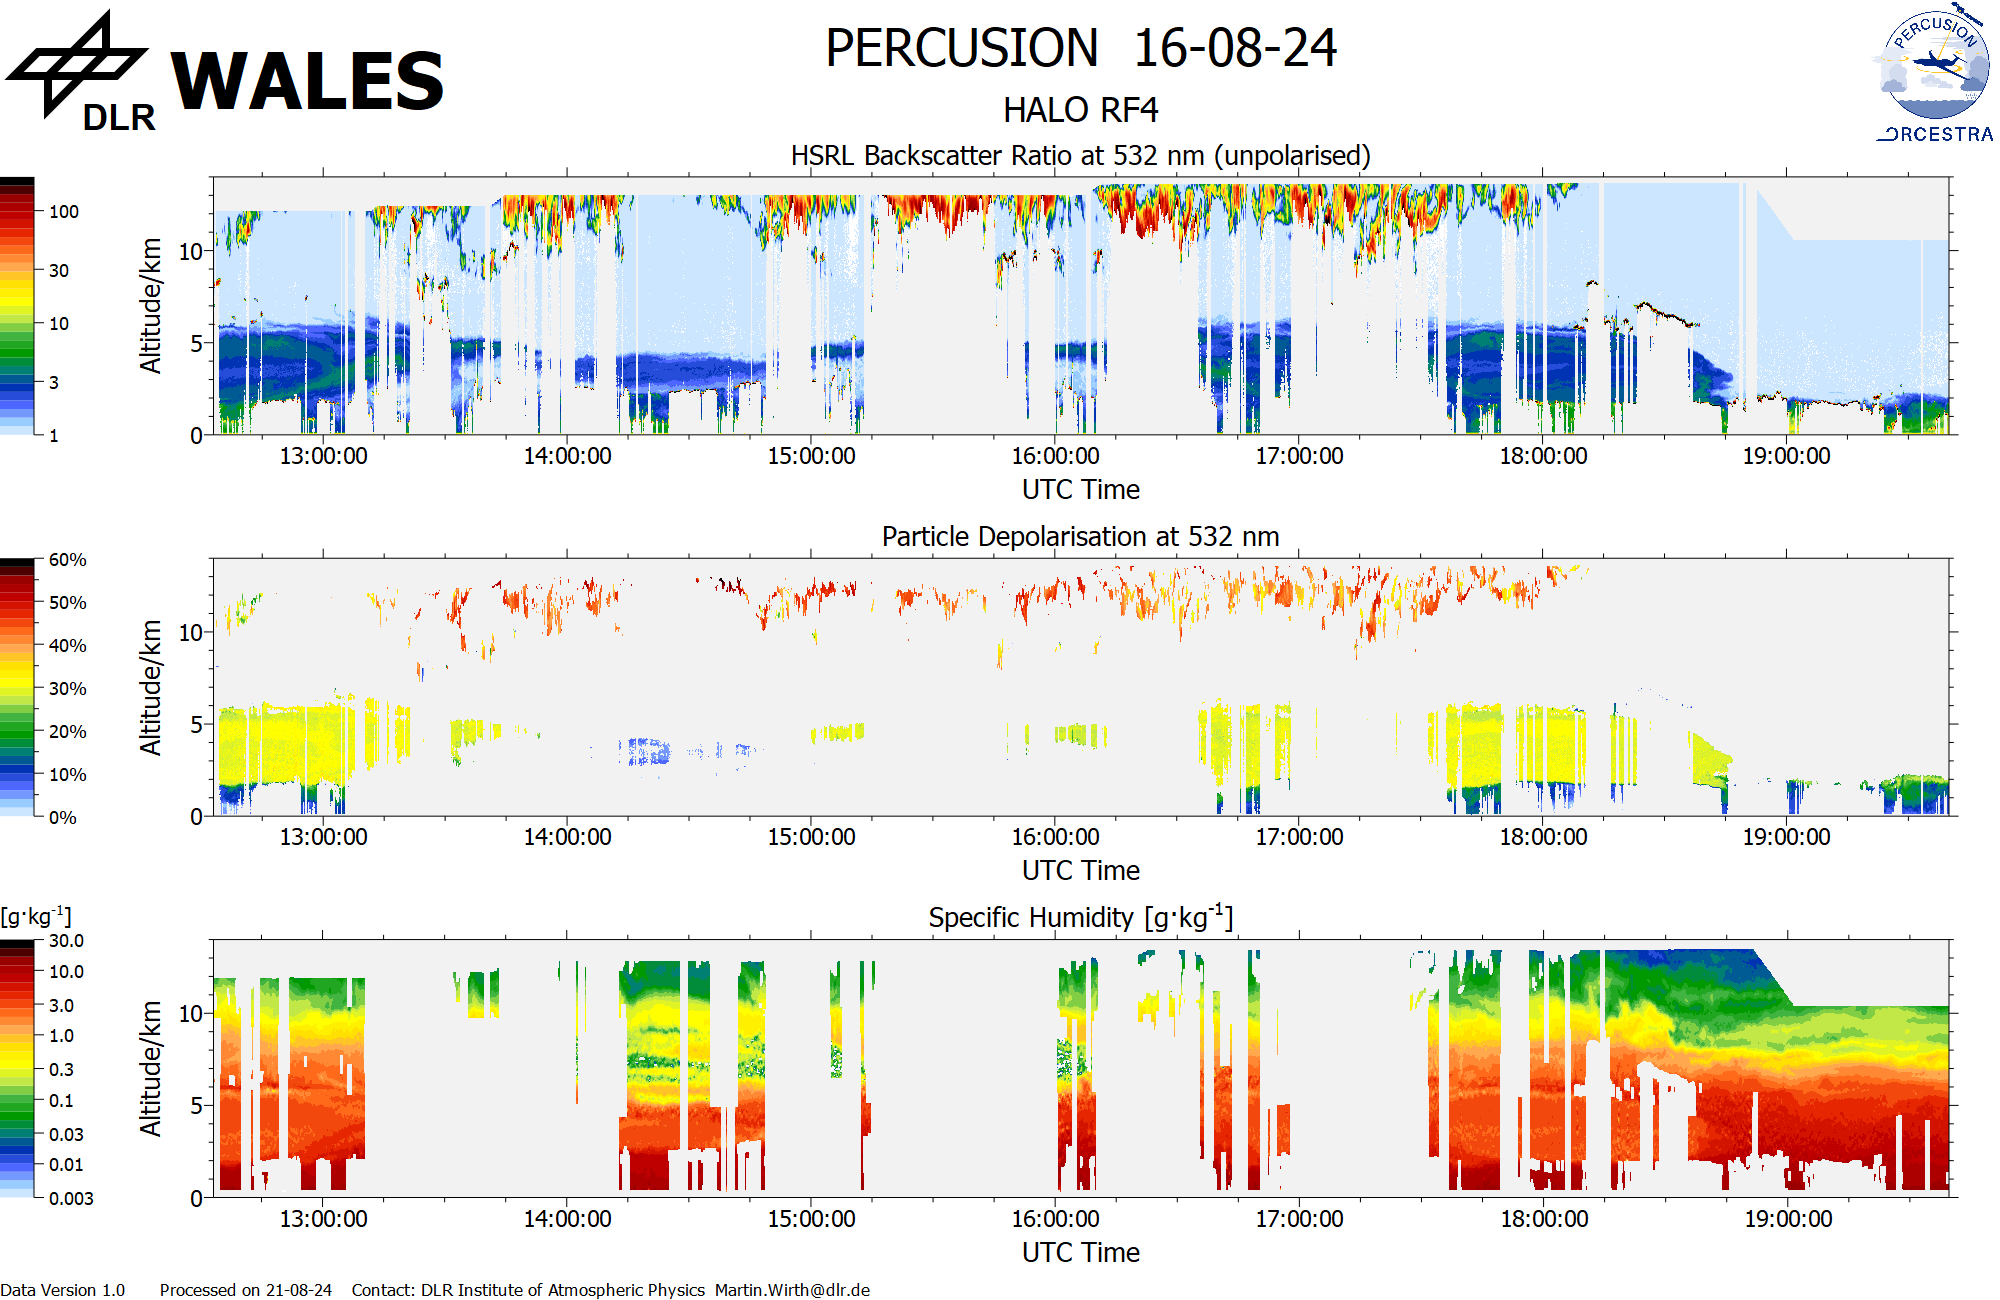 DLR
WALES
PERCUSION 16-08-24
HALO RF4
PERCUSION
ORCESTRA
HSRL Backscatter Ratio at 532 nm (unpolarised)
100
30
10
3
1
Altitude/km
10
5
0
13:00:00 14:00:00 15:00:00 16:00:00 17:00:00 18:00:00 19:00:00
UTC Time
Particle Depolarisation at 532 nm
60%
50%
40%
30%
20%
10%
0%
Altitude/km
10
5
0
13:00:00 14:00:00 15:00:00 16:00:00 17:00:00 18:00:00 19:00:00
UTC Time
Specific Humidity [g·kg⁻¹]
[g·kg⁻¹]
30.0
10.0
3.0
1.0
0.3
0.1
0.03
0.01
0.003
Altitude/km
10
5
0
13:00:00 14:00:00 15:00:00 16:00:00 17:00:00 18:00:00 19:00:00
UTC Time
Data Version 1.0 Processed on 21-08-24 Contact: DLR Institute of Atmospheric Physics Martin.Wirth@dlr.de